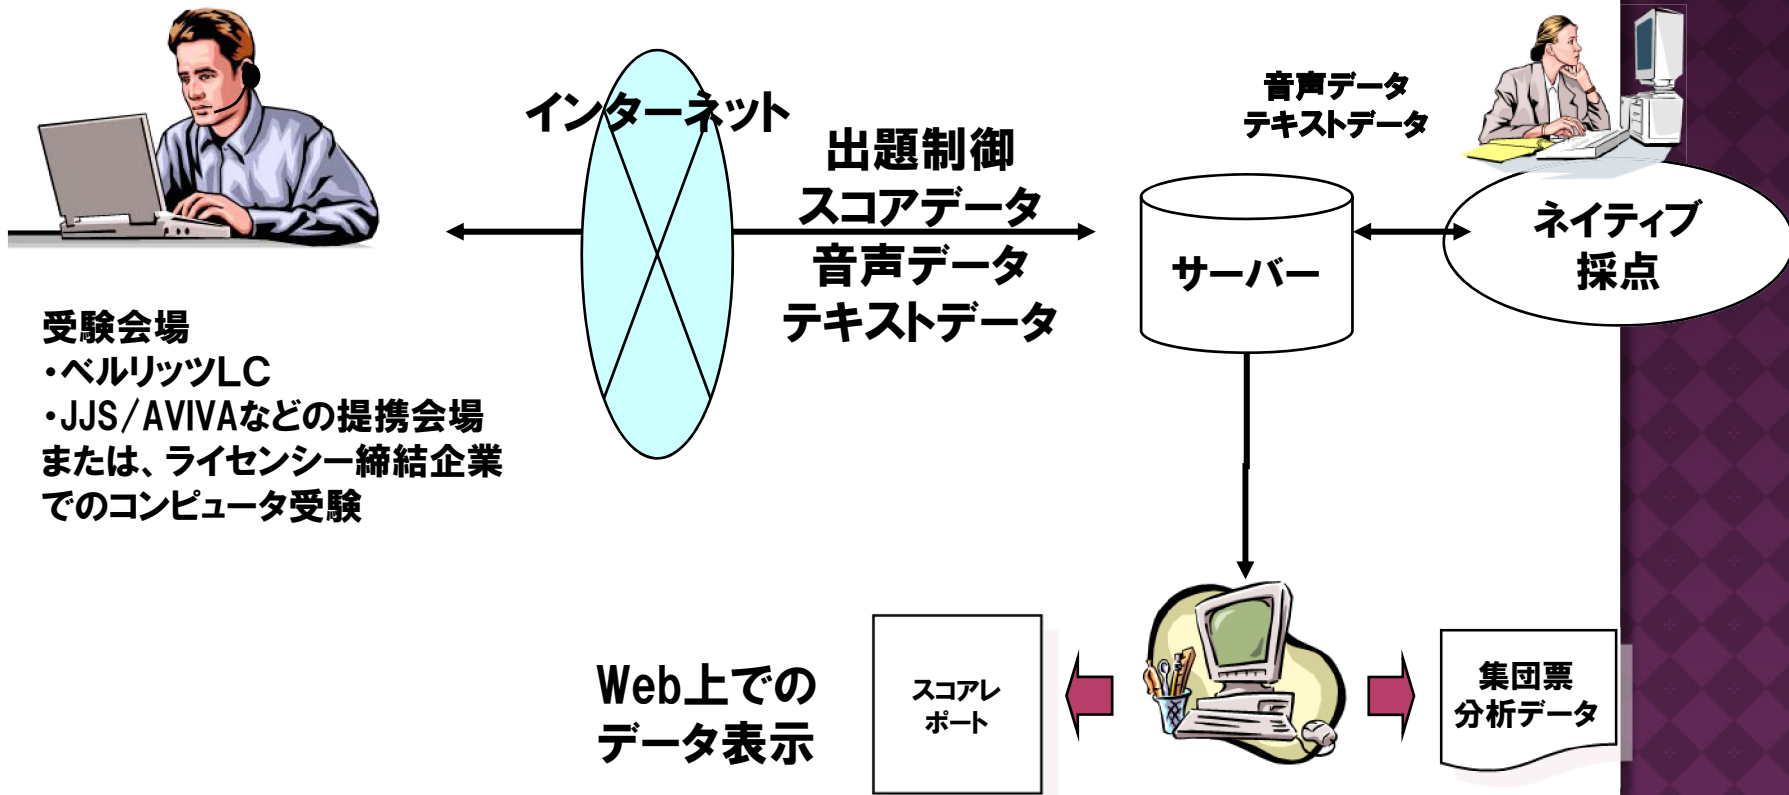 インターネット
出題制御
スコアデータ
音声データ
テキストデータ
音声データ
テキストデータ
サーバー
ネイティブ
採点
受験会場
・ベルリッツLC
・JJS/AVIVAなどの提携会場
または、ライセンシー締結企業
でのコンピュータ受験
Web上での
データ表示
スコアレ
ポート
集団票
分析データ